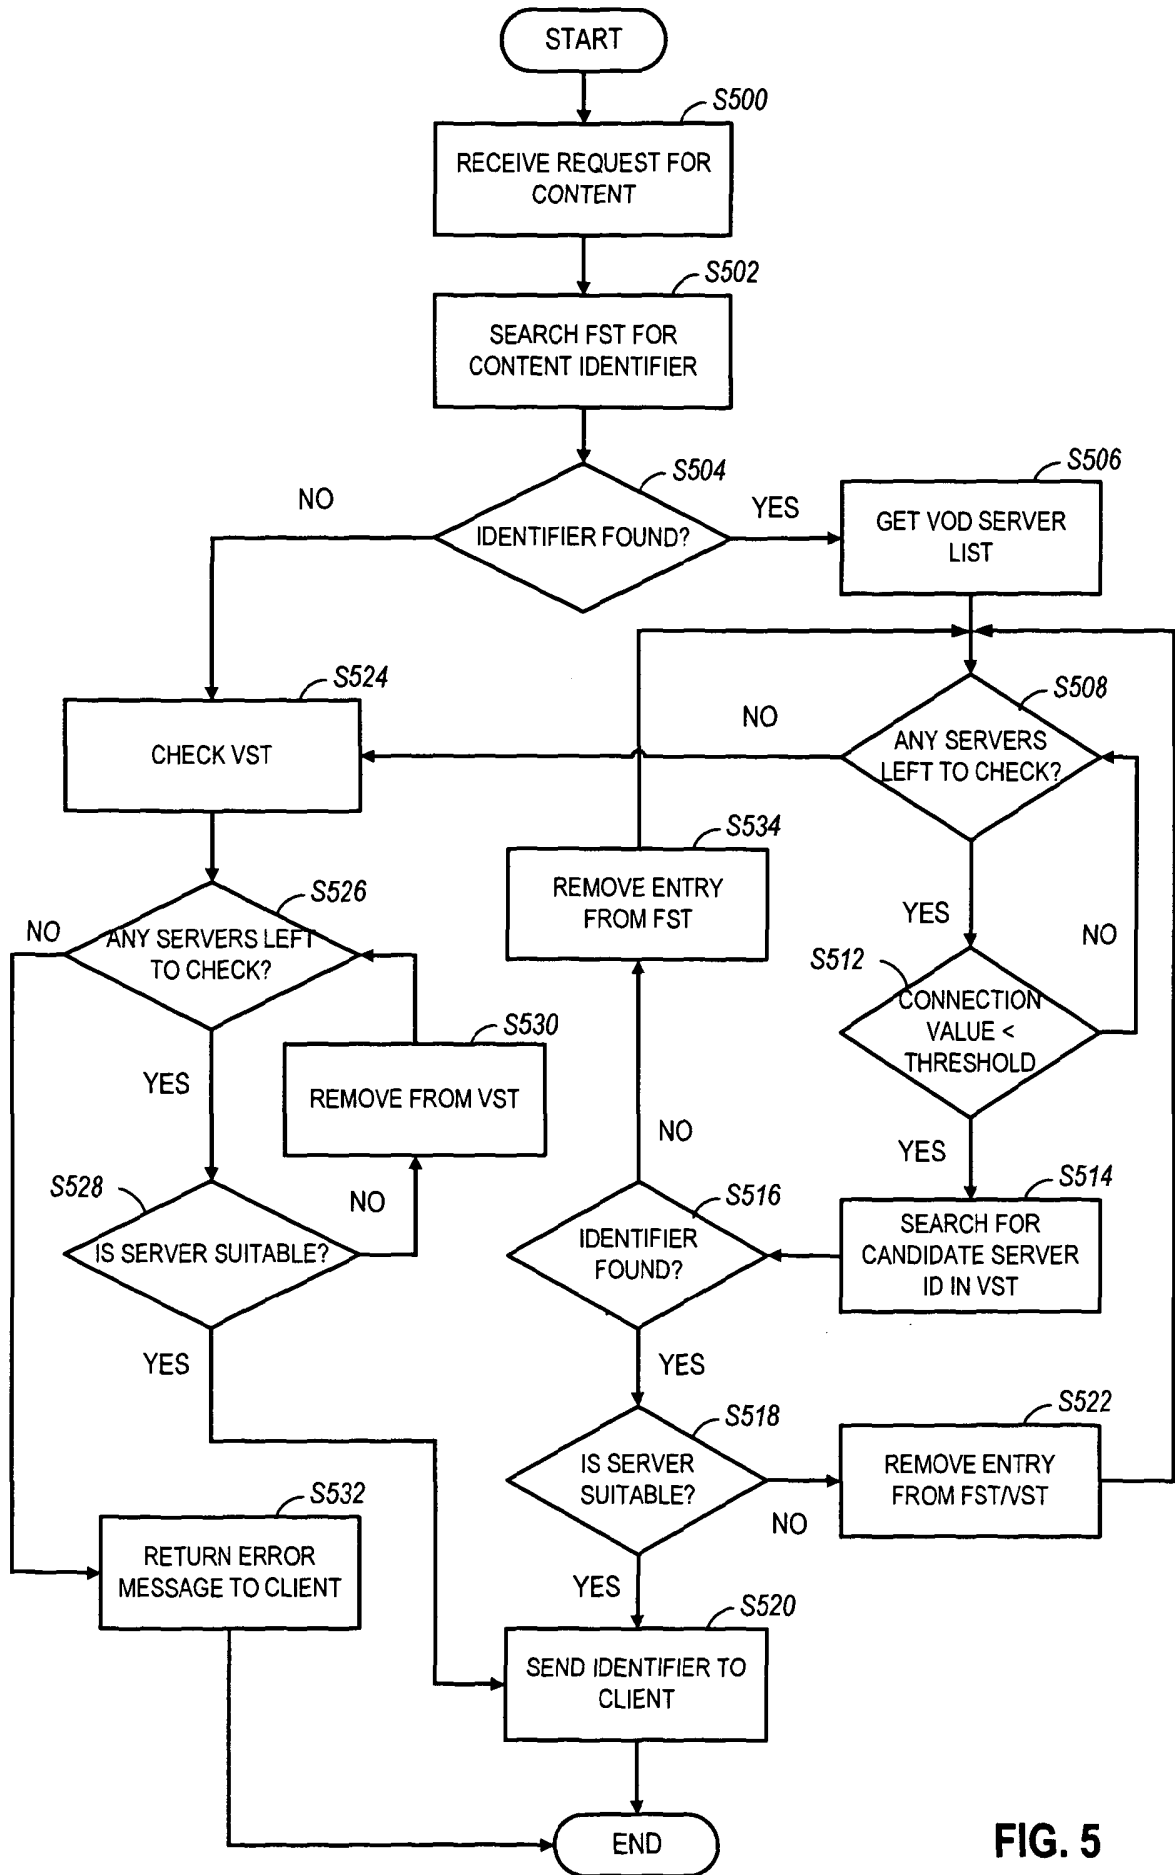 START
S500
RECEIVE REQUEST FOR
CONTENT
S502
SEARCH FST FOR
CONTENT IDENTIFIER
S504
IDENTIFIER FOUND?
NO
YES
S506
GET VOD SERVER
LIST
S508
ANY SERVERS
LEFT TO CHECK?
NO
YES
NO
S524
CHECK VST
S534
REMOVE ENTRY
FROM FST
S526
ANY SERVERS LEFT
TO CHECK?
NO
YES
S512
CONNECTION
VALUE <
THRESHOLD
YES
S530
REMOVE FROM VST
NO
S528
IS SERVER SUITABLE?
NO
YES
S516
IDENTIFIER
FOUND?
YES
S514
SEARCH FOR
CANDIDATE SERVER
ID IN VST
S518
IS SERVER
SUITABLE?
NO
YES
S522
REMOVE ENTRY
FROM FST/VST
S532
RETURN ERROR
MESSAGE TO CLIENT
S520
SEND IDENTIFIER TO
CLIENT
END
FIG. 5